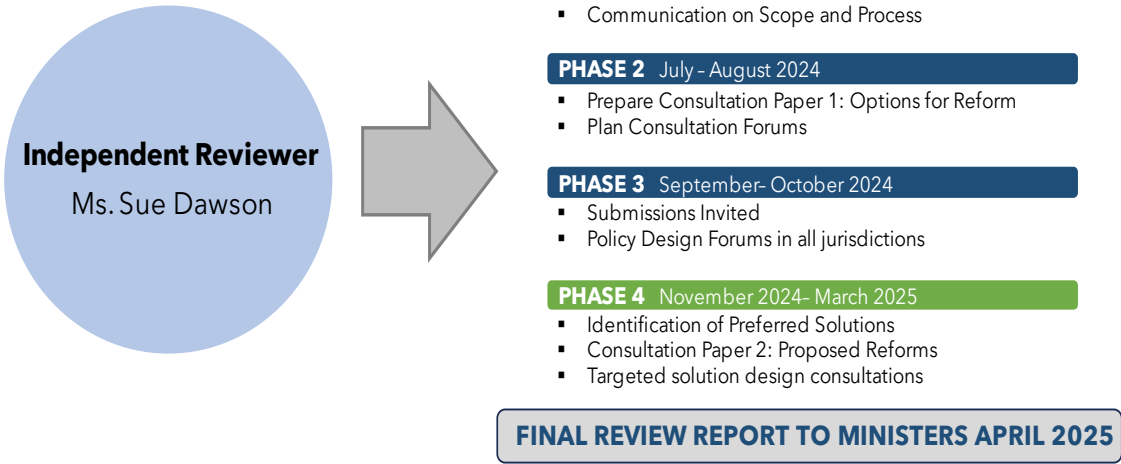 Independent Reviewer
Ms. Sue Dawson
▪ Communication on Scope and Process
PHASE 2 July – August 2024
▪ Prepare Consultation Paper 1: Options for Reform
▪ Plan Consultation Forums
PHASE 3 September– October 2024
▪ Submissions Invited
▪ Policy Design Forums in all jurisdictions
PHASE 4 November 2024– March 2025
▪ Identification of Preferred Solutions
▪ Consultation Paper 2: Proposed Reforms
▪ Targeted solution design consultations
FINAL REVIEW REPORT TO MINISTERS APRIL 2025